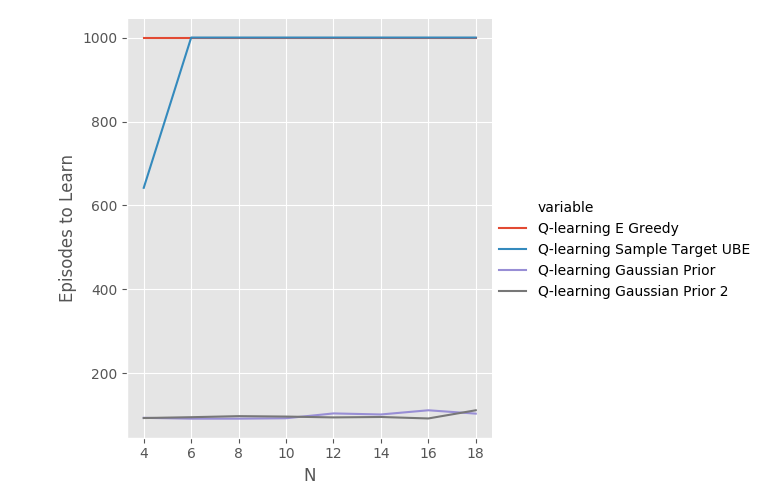 1000
800
600
400
200
Episodes to Learn
4 6 8 10 12 14 16 18
N
variable
Q-learning E Greedy
Q-learning Sample Target UBE
Q-learning Gaussian Prior
Q-learning Gaussian Prior 2